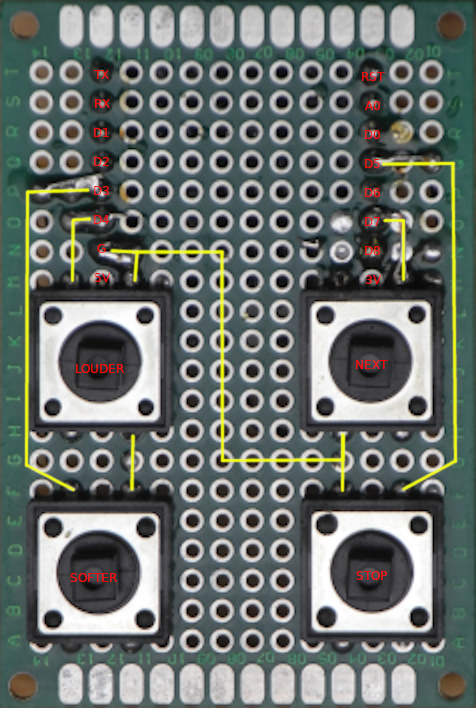 14 13 12 11 10 09 08 07 06 05 04 03 0102
T TX RST
S RX A0
R D1 D0
Q D2 D5
P D3 D6
O D4 D7
N G D8
M 5V 3V
L
K
J LOUDER NEXT
I
H
G
F
E
D
C SOFTER STOP
B
A
14 13 12 11 10 09 08 07 06 05 04 03 02 01